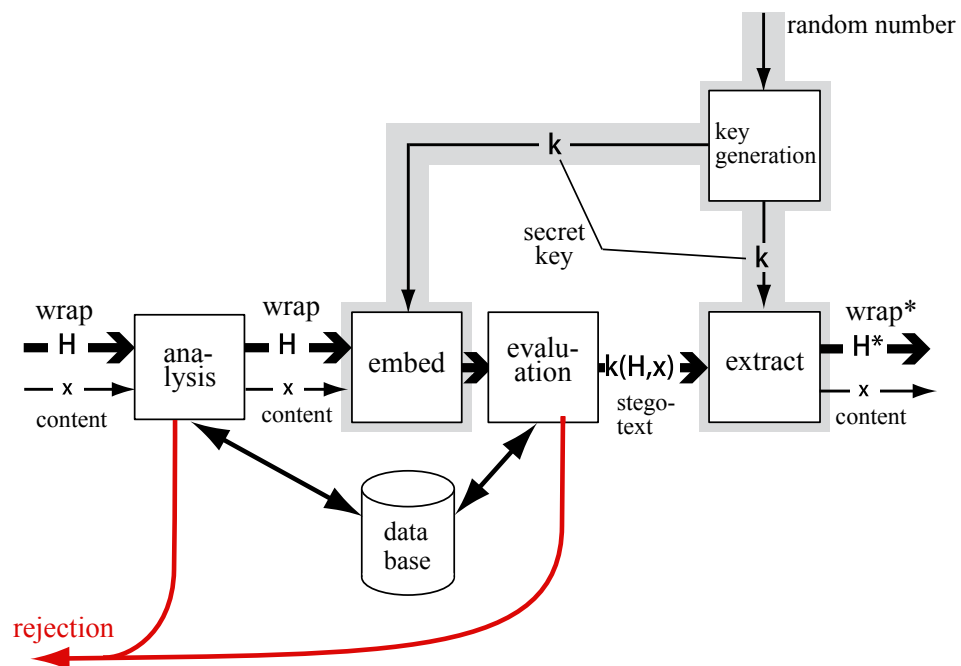 random number
key
generation
k
secret
key
k
wrap
H
x
content
ana-
lysis
wrap
H
x
content
embed
evalu-
ation
k(H,x)
stego-
text
extract
wrap*
H*
x
content
data
base
rejection